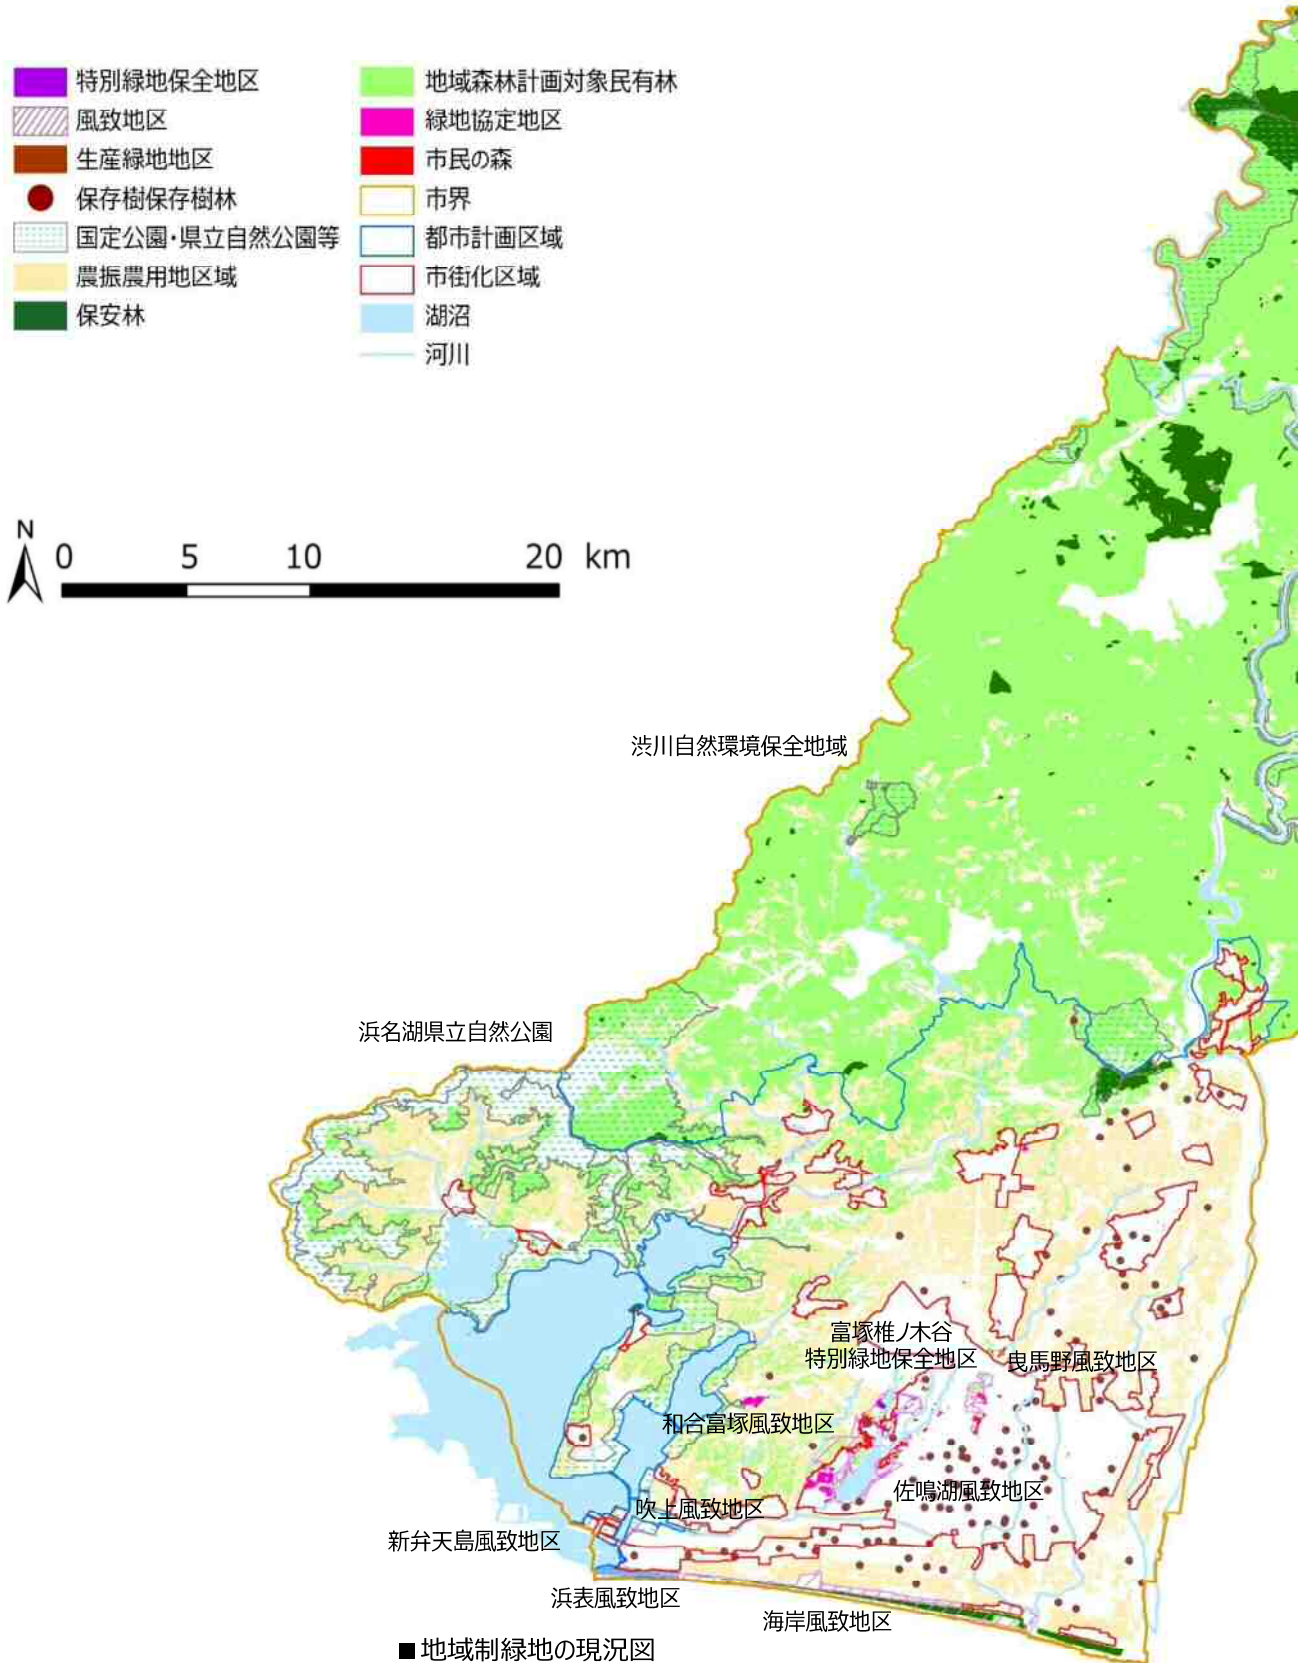 特別緑地保全地区
風致地区
生産緑地地区
保存樹保存樹林
国定公園・県立自然公園等
農振農用地区域
保安林
地域森林計画対象民有林
緑地協定地区
市民の森
市界
都市計画区域
市街化区域
湖沼
河川
N
0 5 10 20 km
渋川自然環境保全地域
浜名湖県立自然公園
富塚椎ノ木谷
特別緑地保全地区
曳馬野風致地区
和合富塚風致地区
佐鳴湖風致地区
吹上風致地区
新弁天島風致地区
浜表風致地区
海岸風致地区
■地域制緑地の現況図